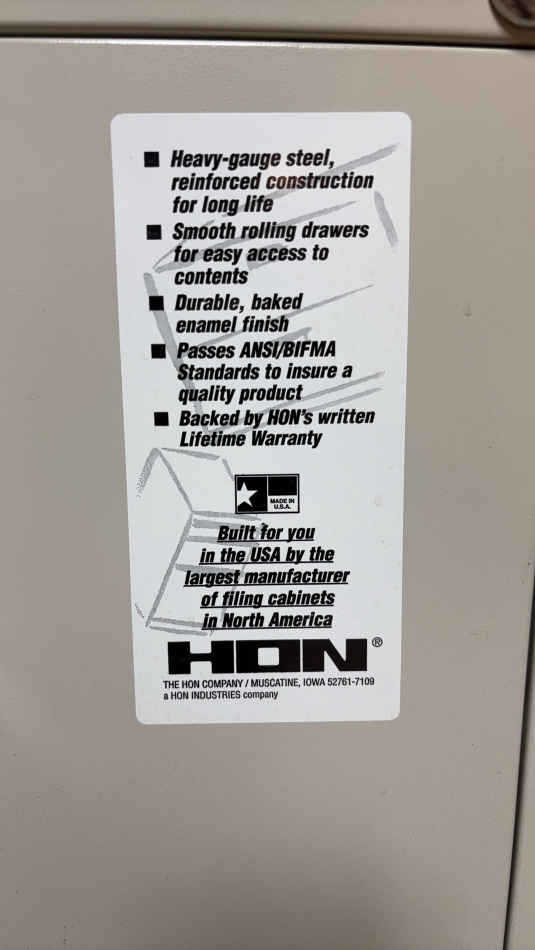 Heavy-gauge steel,
reinforced construction
for long life
Smooth rolling drawers
for easy access to
contents
Durable, baked
enamel finish
Passes ANSI/BIFMA
Standards to insure a
quality product
Backed by HON's written
Lifetime Warranty
MADE IN
U.S.A.
Built for you
in the USA by the
largest manufacturer
of filing cabinets
in North America
HON®
THE HON COMPANY / MUSCATINE, IOWA 52761-7109
a HON INDUSTRIES company